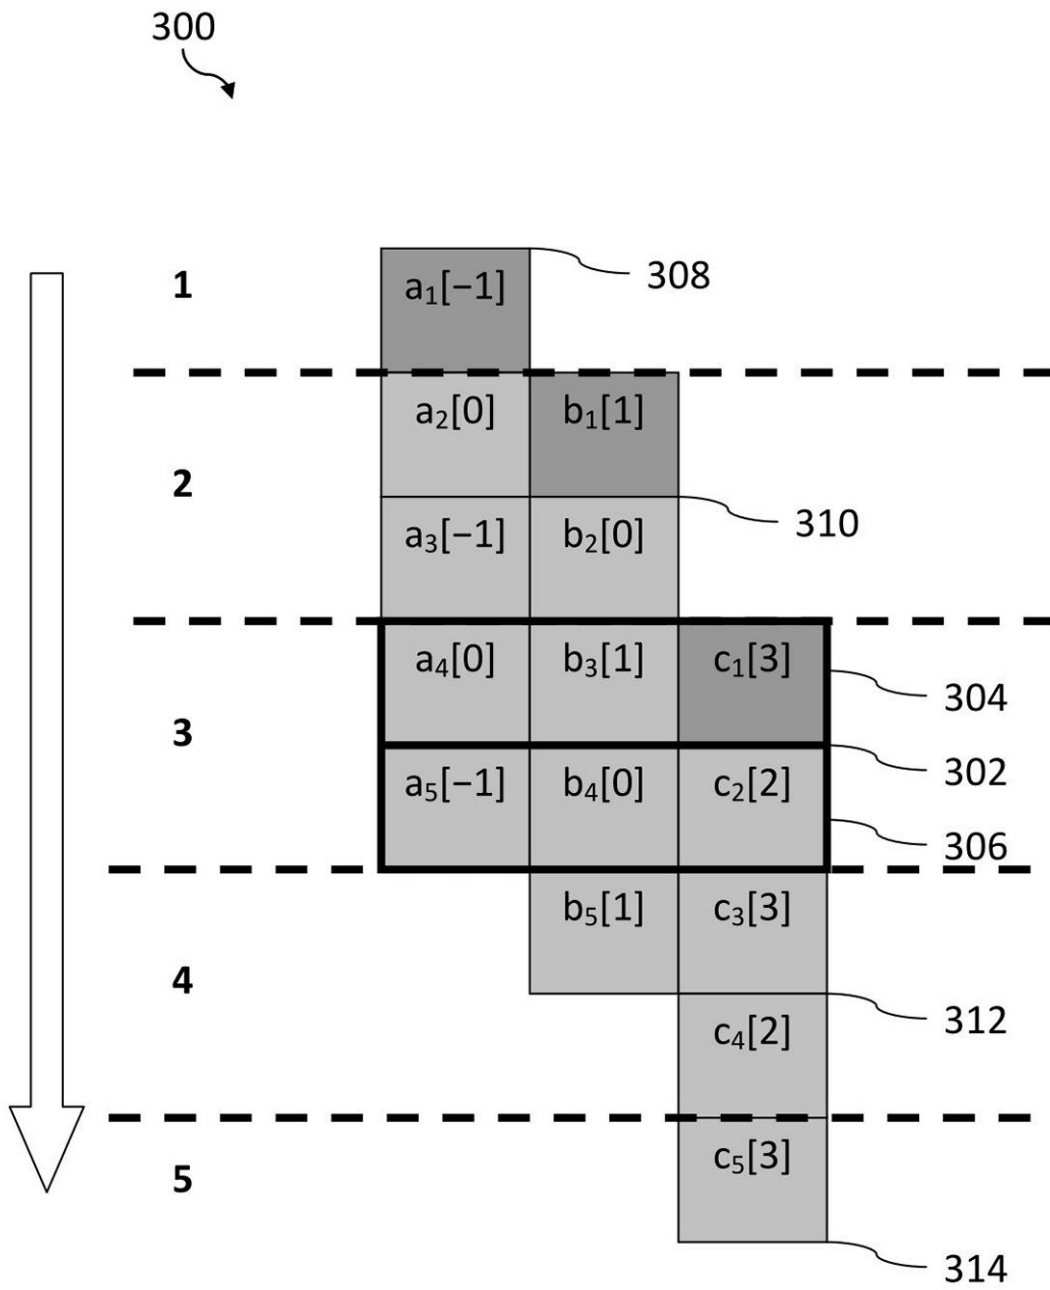 300
1
a₁[−1]
308
a₂[0] b₁[1]
2
a₃[−1] b₂[0]
310
a₄[0] b₃[1] c₁[3]
304
3
302
a₅[−1] b₄[0] c₂[2]
306
b₅[1] c₃[3]
4
312
c₄[2]
5
c₅[3]
314